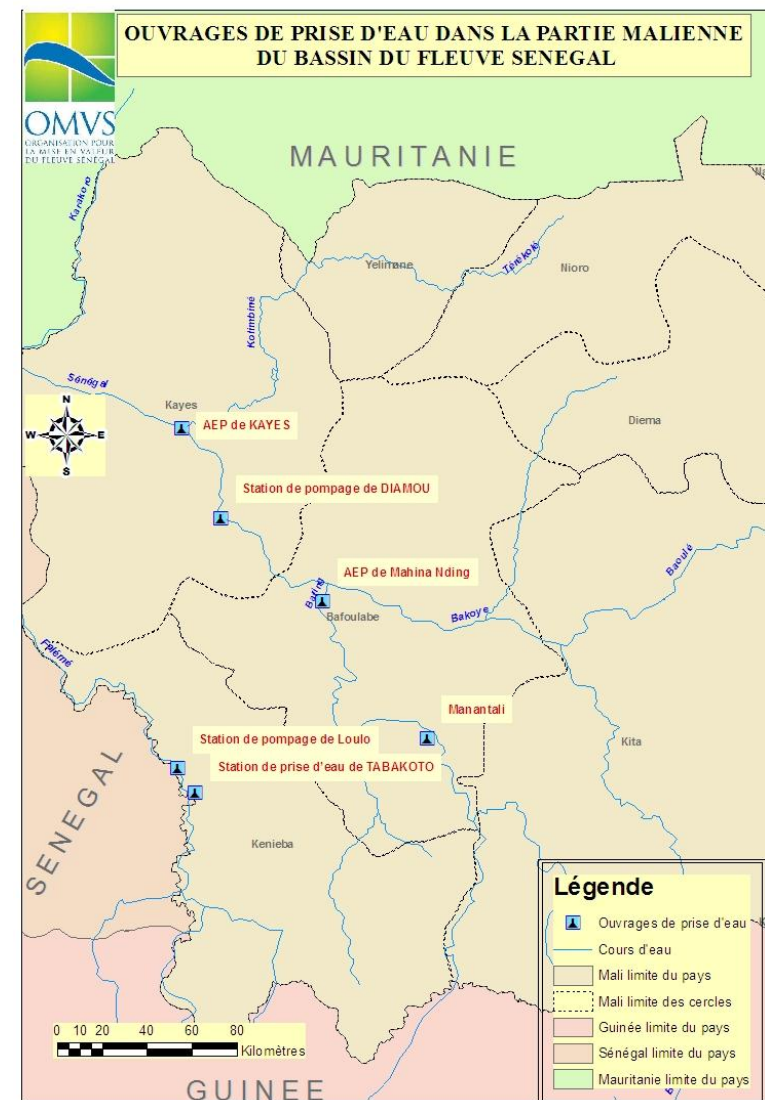 OUVRAGES DE PRISE D'EAU DANS LA PARTIE MALIENNE
DU BASSIN DU FLEUVE SENEGAL
OMVS
ORGANISATION POUR
LA MISE EN VALEUR
DU FLEUVE SÉNÉGAL
MAURITANIE
Karakoro
Yelimane
Térékolé
Nioro
Kolimbiné
Sénégal
N
W
E
S
Kayes
AEP de KAYES
Diema
Station de pompage de DIAMOU
Baoulé
AEP de Mahina Nding
Bafing
Bafoulabe
Bakoye
Falémé
Manantali
Station de pompage de Loulo
Kita
Station de prise d'eau de TABAKOTO
SENEGAL
Kenieba
Légende
Ouvrages de prise d'eau
Cours d'eau
Mali limite du pays
Mali limite des cercles
Guinée limite du pays
Sénégal limite du pays
Mauritanie limite du pays
0 10 20 40 60 80
Kilomètres
GUINEE